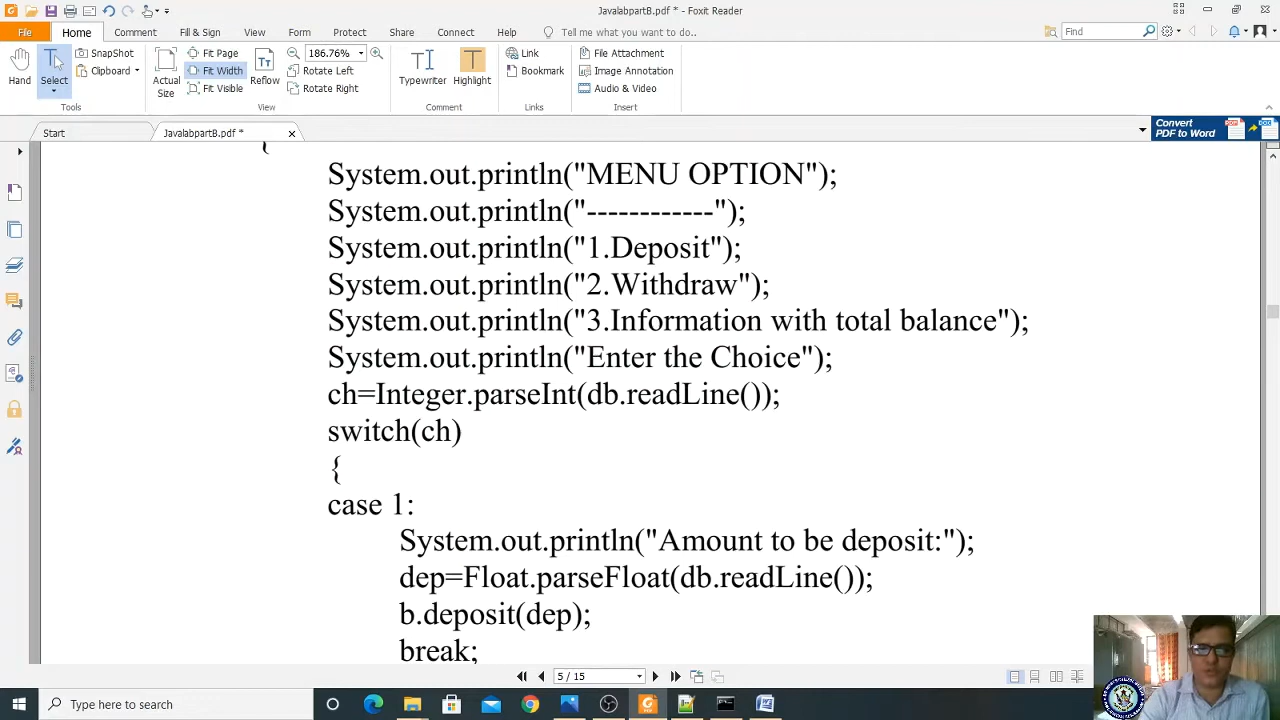 JavalabpartB.pdf * - Foxit Reader
File
Home
Comment
Fill & Sign
View
Form
Protect
Share
Connect
Help
Tell me what you want to do..
Find
Hand
Select
SnapShot
Clipboard
Tools
Actual Size
Fit Page
Fit Width
Fit Visible
Reflow
186.76%
Rotate Left
Rotate Right
View
Typewriter
Highlight
Comment
Link
Bookmark
Links
File Attachment
Image Annotation
Audio & Video
Insert
Start
JavalabpartB.pdf *
Convert
PDF to Word
{
System.out.println("MENU OPTION");
System.out.println("------------");
System.out.println("1.Deposit");
System.out.println("2.Withdraw");
System.out.println("3.Information with total balance");
System.out.println("Enter the Choice");
ch=Integer.parseInt(db.readLine());
switch(ch)
{
case 1:
System.out.println("Amount to be deposit:");
dep=Float.parseFloat(db.readLine());
b.deposit(dep);
break;
5 / 15
Type here to search